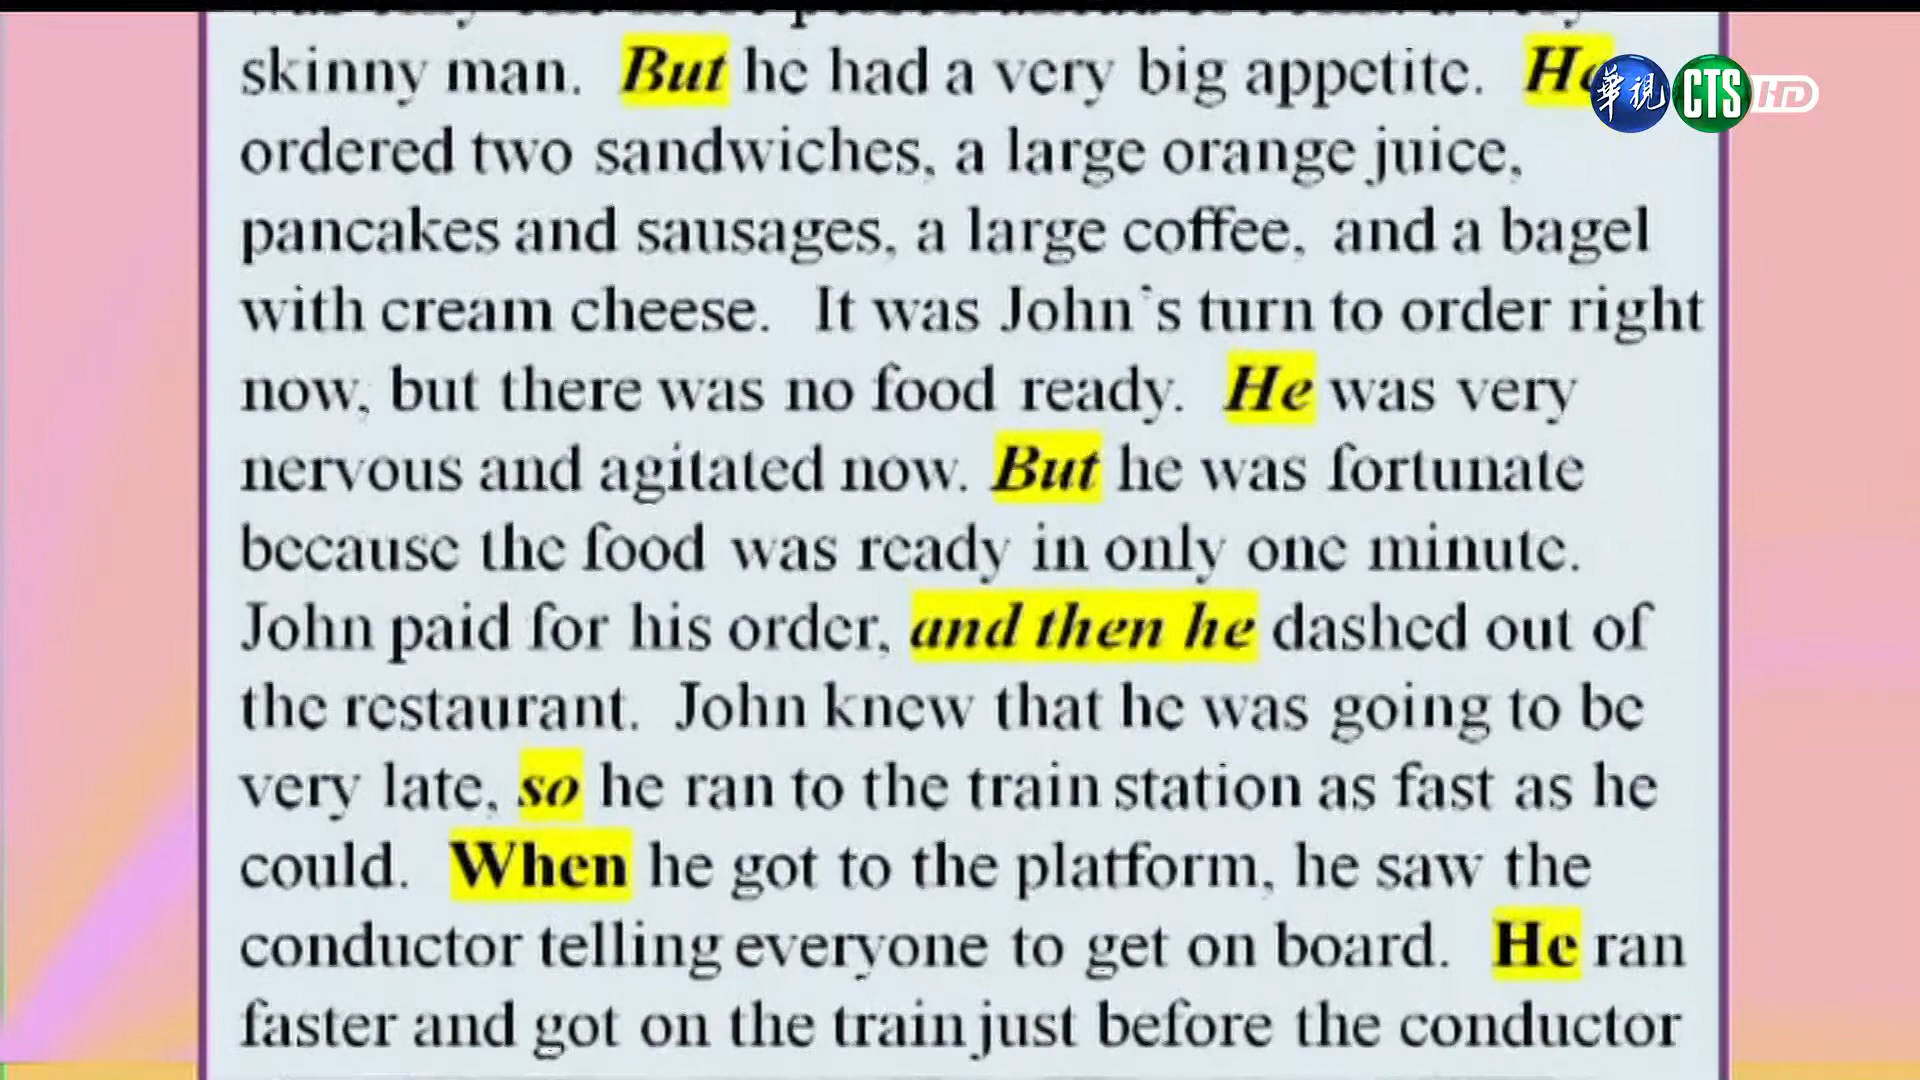 skinny man. But he had a very big appetite. He
ordered two sandwiches, a large orange juice,
pancakes and sausages, a large coffee, and a bagel
with cream cheese. It was John's turn to order right
now, but there was no food ready. He was very
nervous and agitated now. But he was fortunate
because the food was ready in only one minute.
John paid for his order, and then he dashed out of
the restaurant. John knew that he was going to be
very late, so he ran to the train station as fast as he
could. When he got to the platform, he saw the
conductor telling everyone to get on board. He ran
faster and got on the train just before the conductor
華視 CTS HD